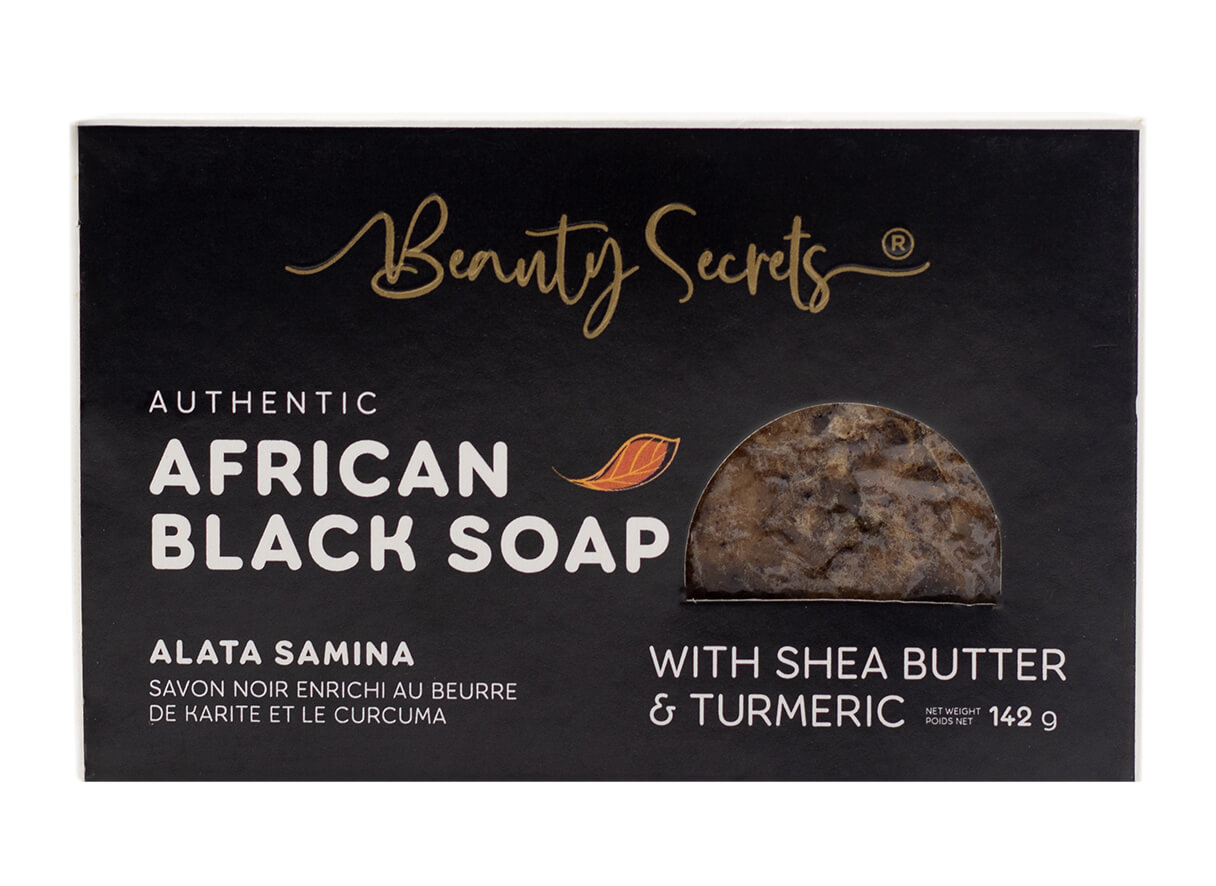 Beauty Secrets ®
AUTHENTIC
AFRICAN
BLACK SOAP
ALATA SAMINA
SAVON NOIR ENRICHI AU BEURRE
DE KARITE ET LE CURCUMA
WITH SHEA BUTTER
& TURMERIC NET WEIGHT
POIDS NET 142 g